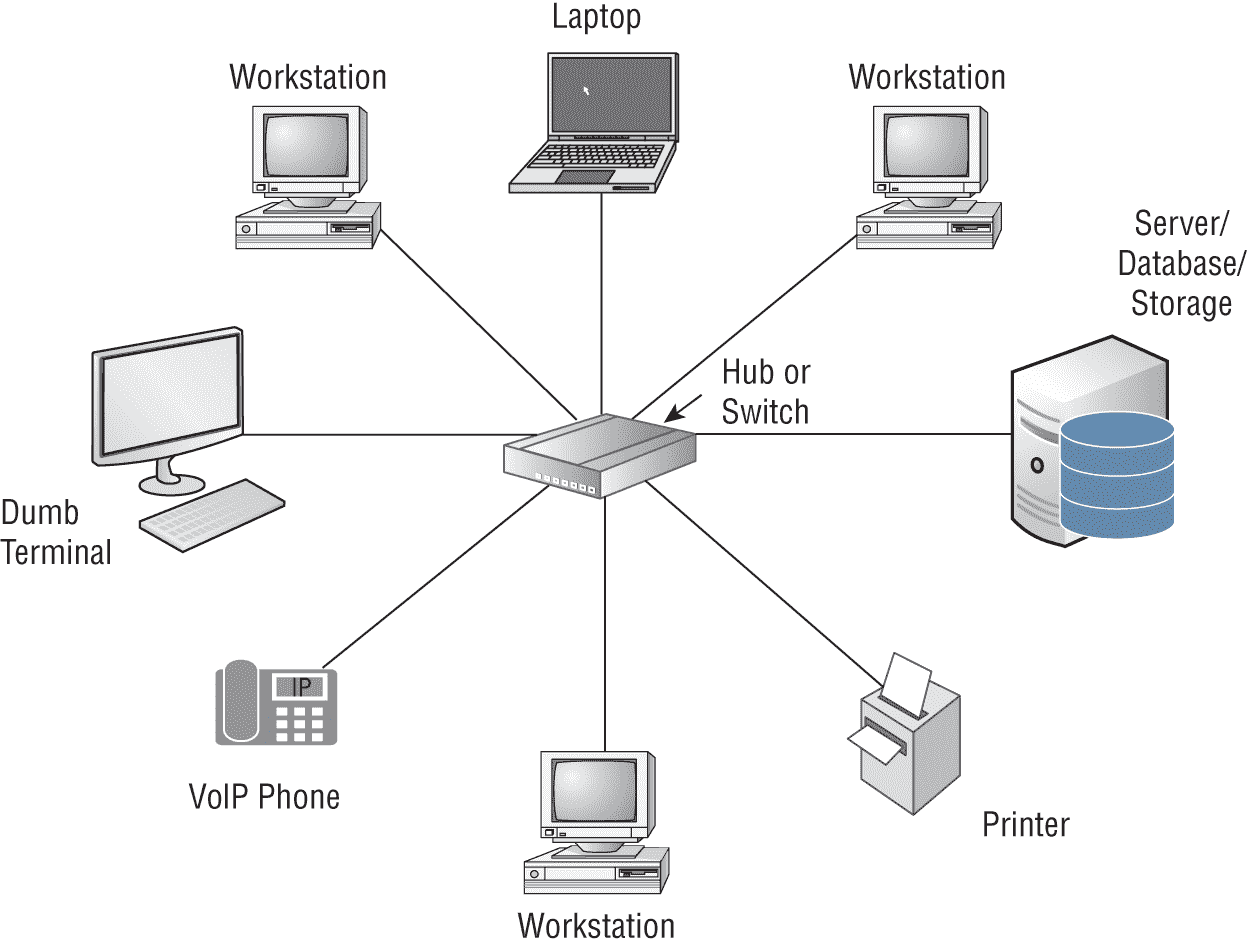 Laptop
Workstation
Workstation
Server/
Database/
Storage
Hub or
Switch
Dumb
Terminal
IP
VoIP Phone
Printer
Workstation